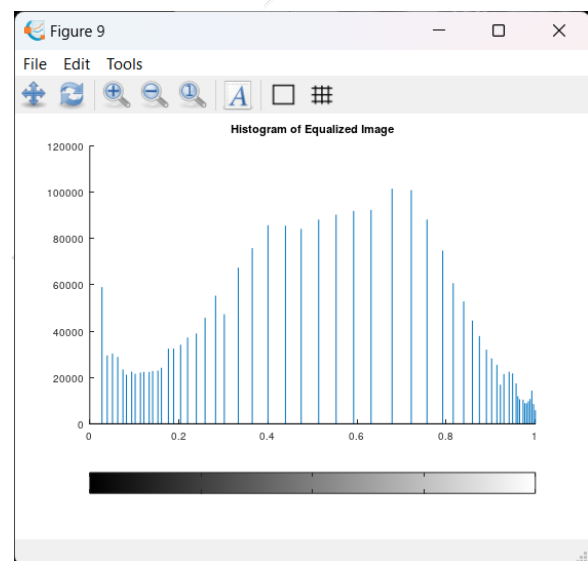 Figure 9
File Edit Tools
A
Histogram of Equalized Image
120000
100000
80000
60000
40000
20000
0
0 0.2 0.4 0.6 0.8 1